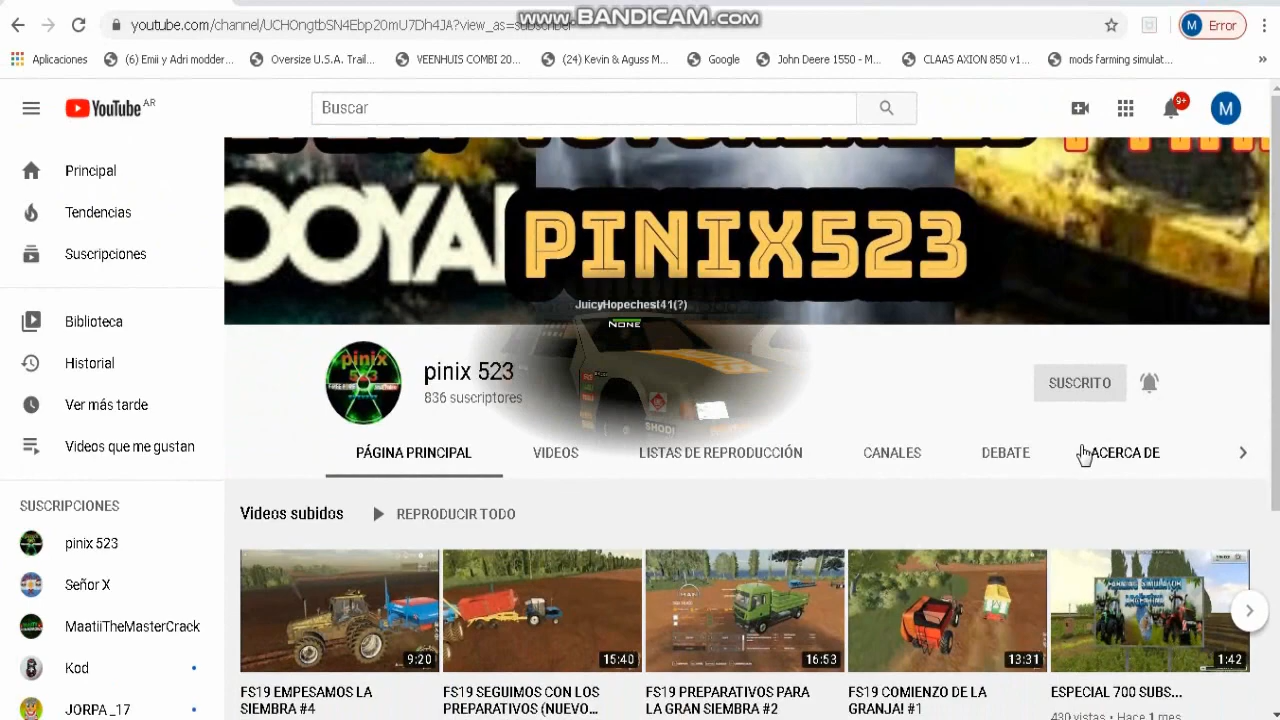 www.BANDICAM.com
youtube.com/channel/UCHOngtbSN4Ebp20mU7Dh4JA?view_as=subscriber
M Error
Aplicaciones
(6) Emii y Adri modder...
Oversize U.S.A. Trail...
VEENHUIS COMBI 20...
(24) Kevin & Aguss M...
Google
John Deere 1550 - M...
CLAAS AXION 850 v1...
mods farming simulat...
YouTube AR
Buscar
9+
M
Principal
Tendencias
Suscripciones
Biblioteca
Historial
Ver más tarde
Videos que me gustan
SUSCRIPCIONES
pinix 523
Señor X
MaatiiTheMasterCrack
Kod
JORPA_17
OOYA
PINIX523
JuicyHopechest41(?)
NONE
SHODI
pinix 523
pinix 523
836 suscriptores
SUSCRITO
PÁGINA PRINCIPAL
VIDEOS
LISTAS DE REPRODUCCIÓN
CANALES
DEBATE
ACERCA DE
Videos subidos
REPRODUCIR TODO
9:20
FS19 EMPESAMOS LA
SIEMBRA #4
15:40
FS19 SEGUIMOS CON LOS
PREPARATIVOS (NUEVO...
16:53
FS19 PREPARATIVOS PARA
LA GRAN SIEMBRA #2
13:31
FS19 COMIENZO DE LA
GRANJA! #1
1:42
ESPECIAL 700 SUBS...
430 vistas • Hace 1 mes